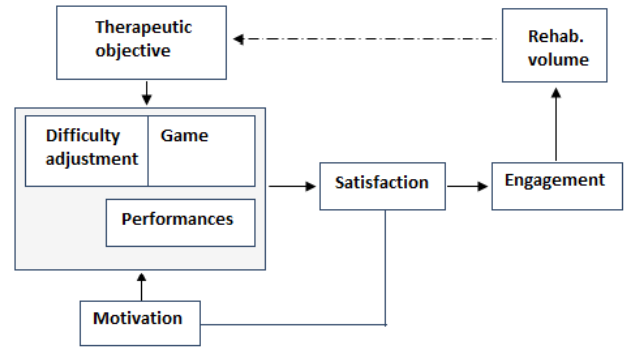 Therapeutic
objective
Rehab.
volume
Difficulty
adjustment
Game
Performances
Satisfaction
Engagement
Motivation